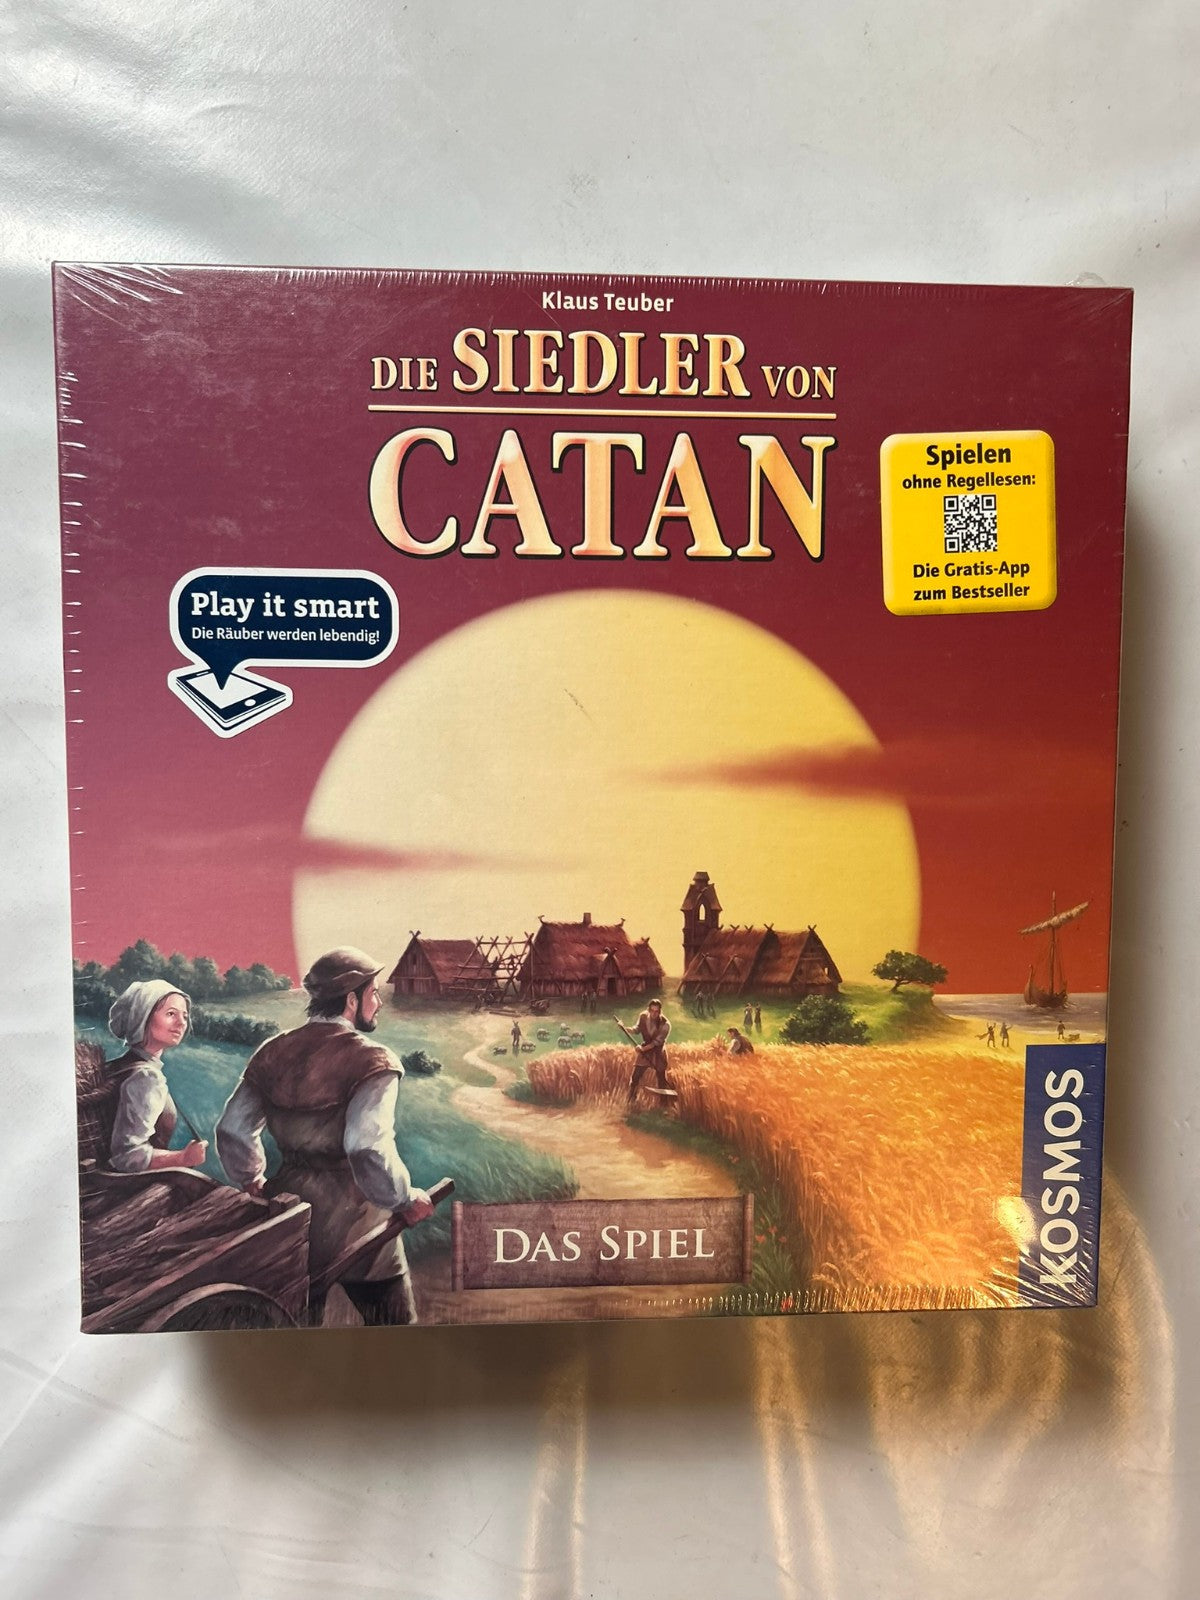 Klaus Teuber
DIE SIEDLER VON
CATAN
Spielen
ohne Regellesen:
Die Gratis-App
zum Bestseller
Play it smart
Die Räuber werden lebendig!
DAS SPIEL
KOSMOS